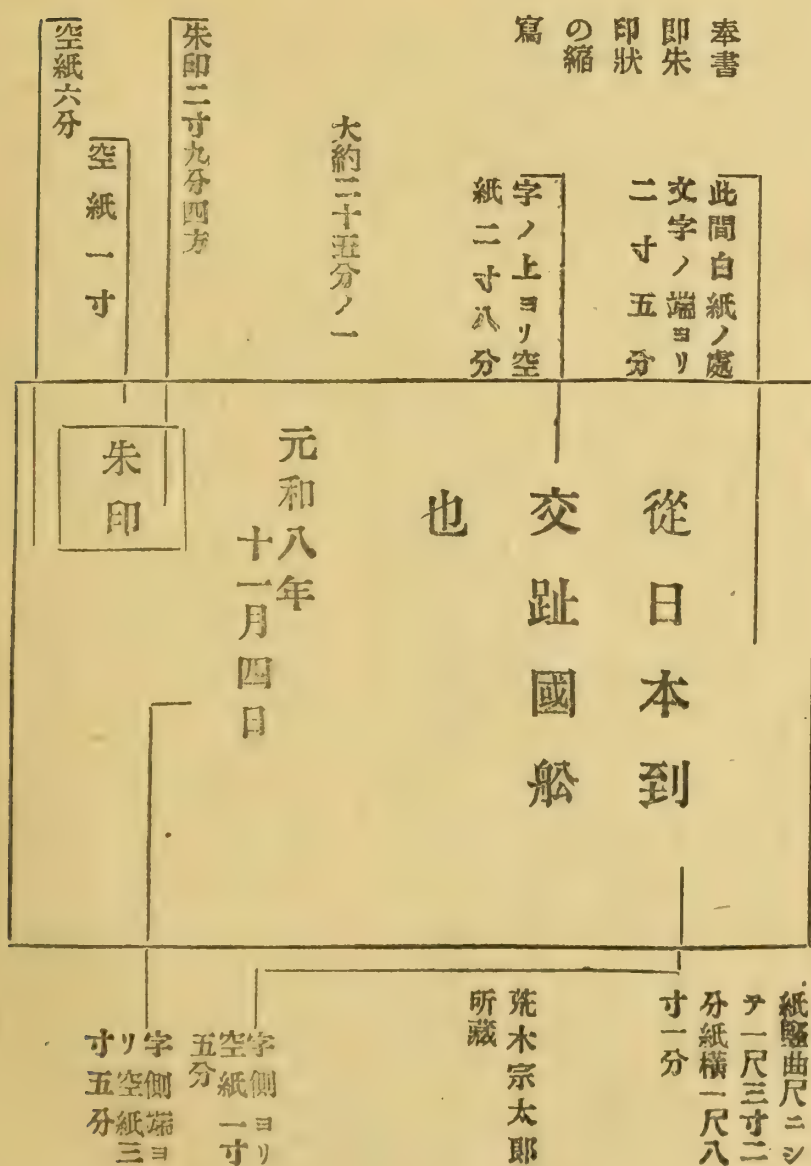 奉書
即朱
印狀
の縮
寫
此間白紙ノ處
文字ノ端ヨリ
二寸五分
字ノ上ヨリ空
紙二寸八分
大約二十五分ノ一
朱印二寸九分四方
空紙一寸
空紙六分
從日本到
交趾國舩
也
元和八年
十一月四日
朱印
紙竪曲尺ニシ
テ一尺三寸二
分紙橫一尺八
寸一分
荒木宗太郎
所藏
字側ヨリ
空紙一寸
五分
字側端ヨ
リ空紙三
寸五分